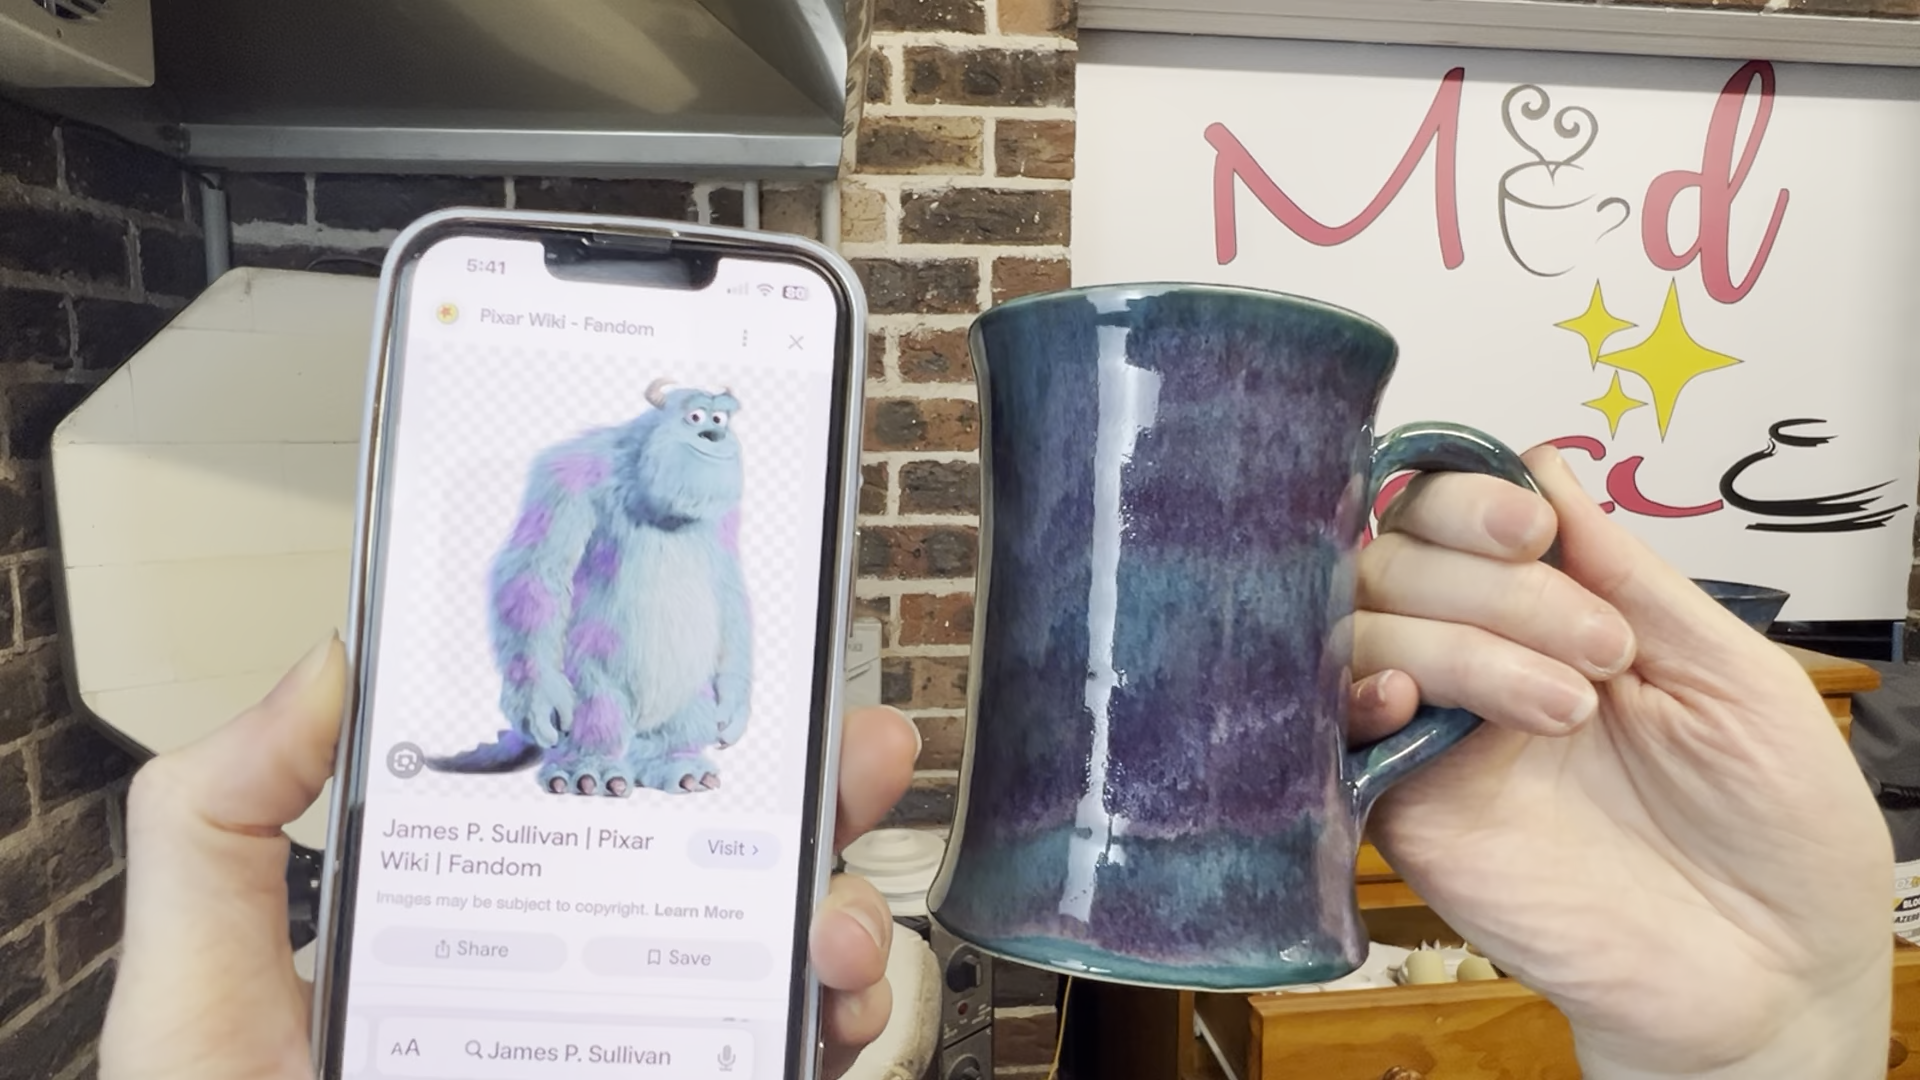 5:41
80
Pixar Wiki - Fandom
James P. Sullivan | Pixar
Wiki | Fandom
Visit >
Images may be subject to copyright. Learn More
Share
Save
AA
James P. Sullivan
M d